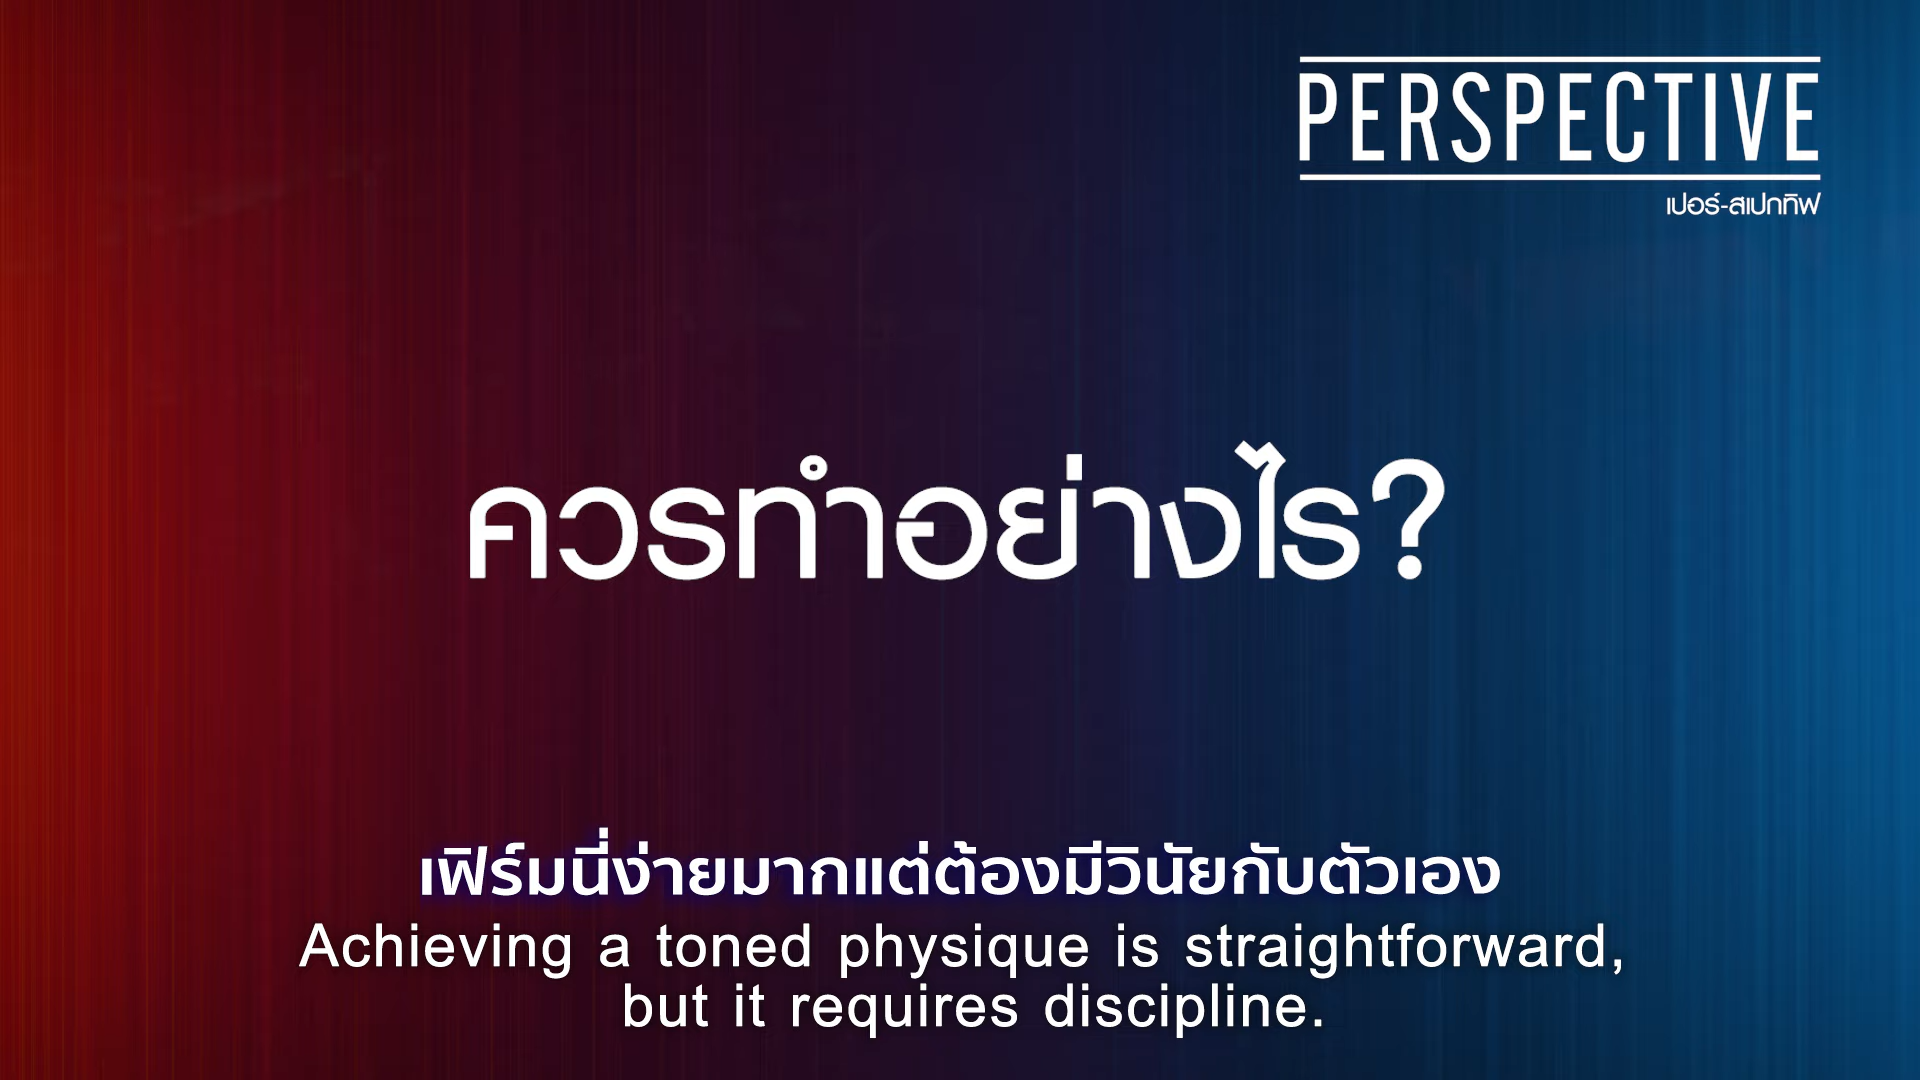 PERSPECTIVE
เปอร์-สเปกทิฟ
ควรทำอย่างไร?
เฟิร์มนี่ง่ายมากแต่ต้องมีวินัยกับตัวเอง
Achieving a toned physique is straightforward,
but it requires discipline.